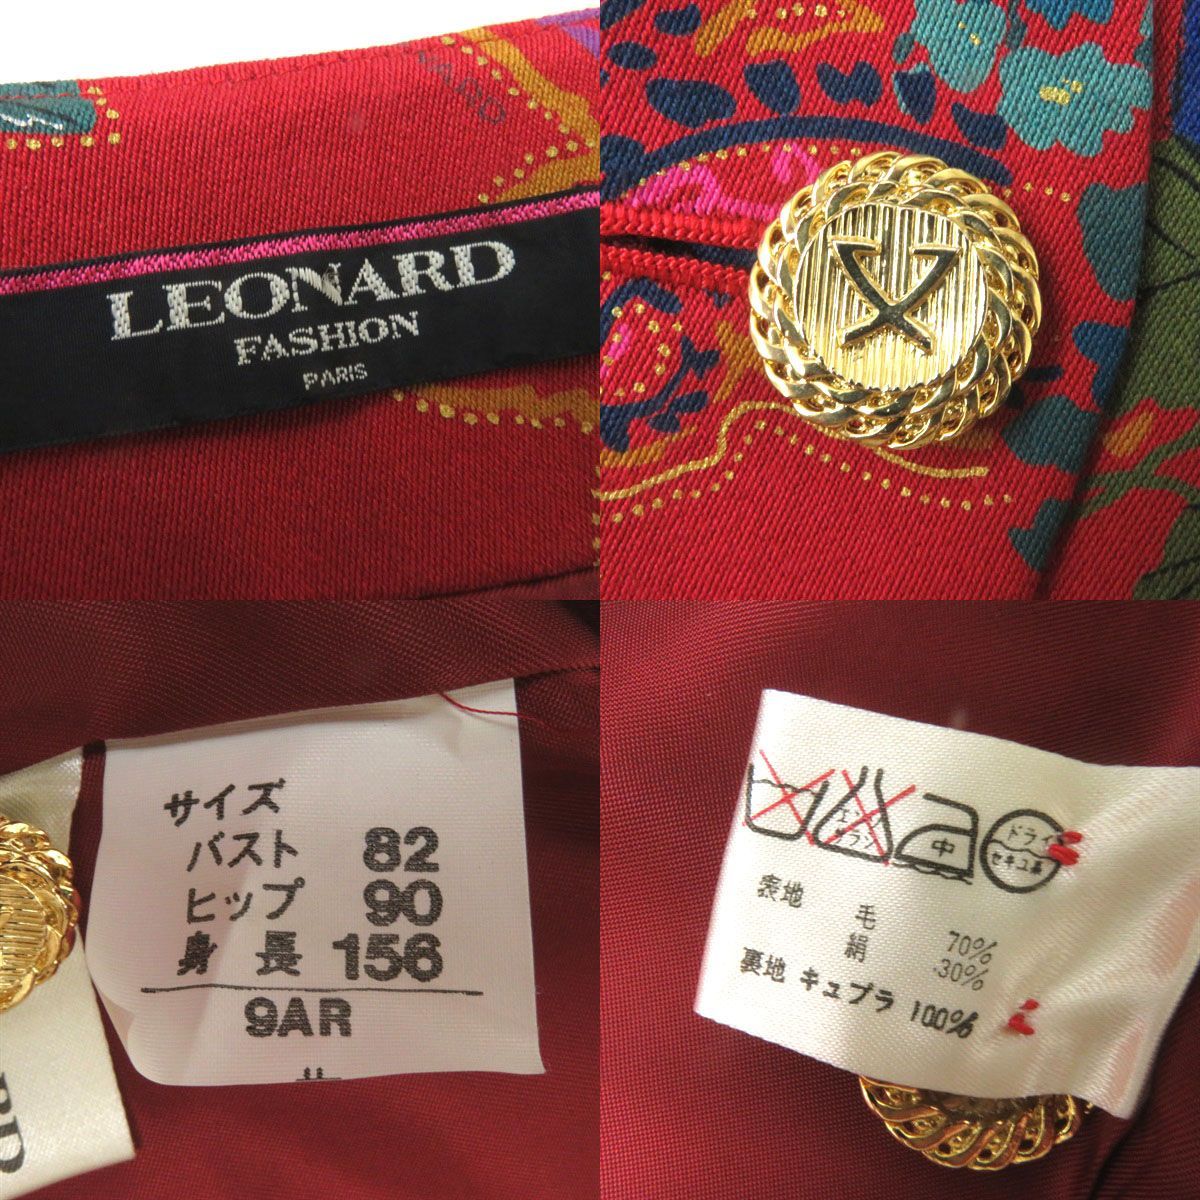 LEONARD
FASHION
PARIS
サイズ
バスト 82
ヒップ 90
身長 156
9AR
ドライ
セキユ系
中
表地 毛 70%
絹 30%
裏地 キュプラ 100%